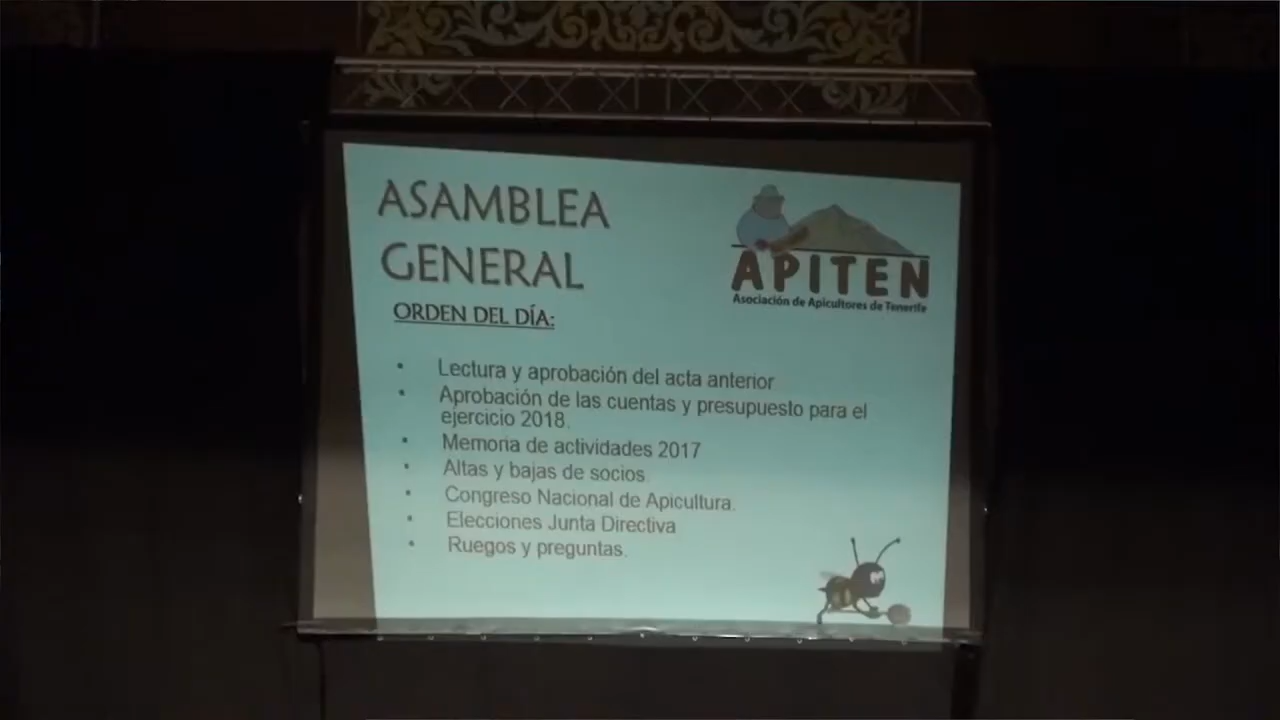 ASAMBLEA
GENERAL
APITEN
Asociación de Apicultores de Tenerife
ORDEN DEL DÍA:
• Lectura y aprobación del acta anterior
• Aprobación de las cuentas y presupuesto para el
ejercicio 2018.
• Memoria de actividades 2017
• Altas y bajas de socios.
• Congreso Nacional de Apicultura.
• Elecciones Junta Directiva
• Ruegos y preguntas.